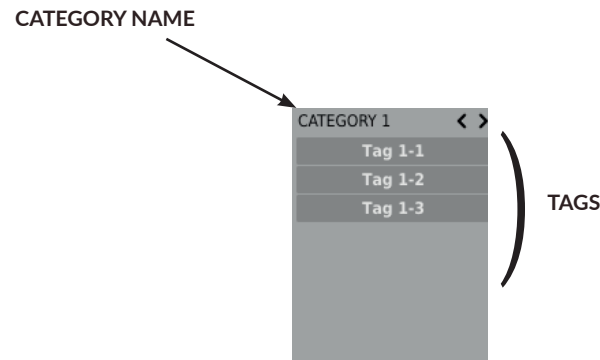 CATEGORY NAME
CATEGORY 1
Tag 1-1
Tag 1-2
Tag 1-3
TAGS